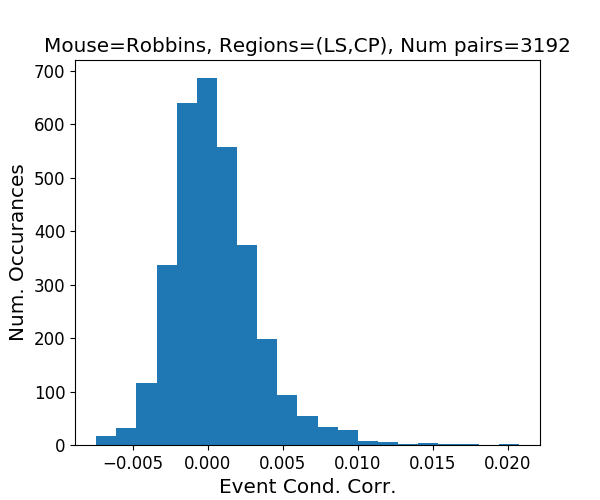 Mouse=Robbins, Regions=(LS,CP), Num pairs=3192
700
600
500
400
300
200
100
0
Num. Occurances
−0.005 0.000 0.005 0.010 0.015 0.020
Event Cond. Corr.